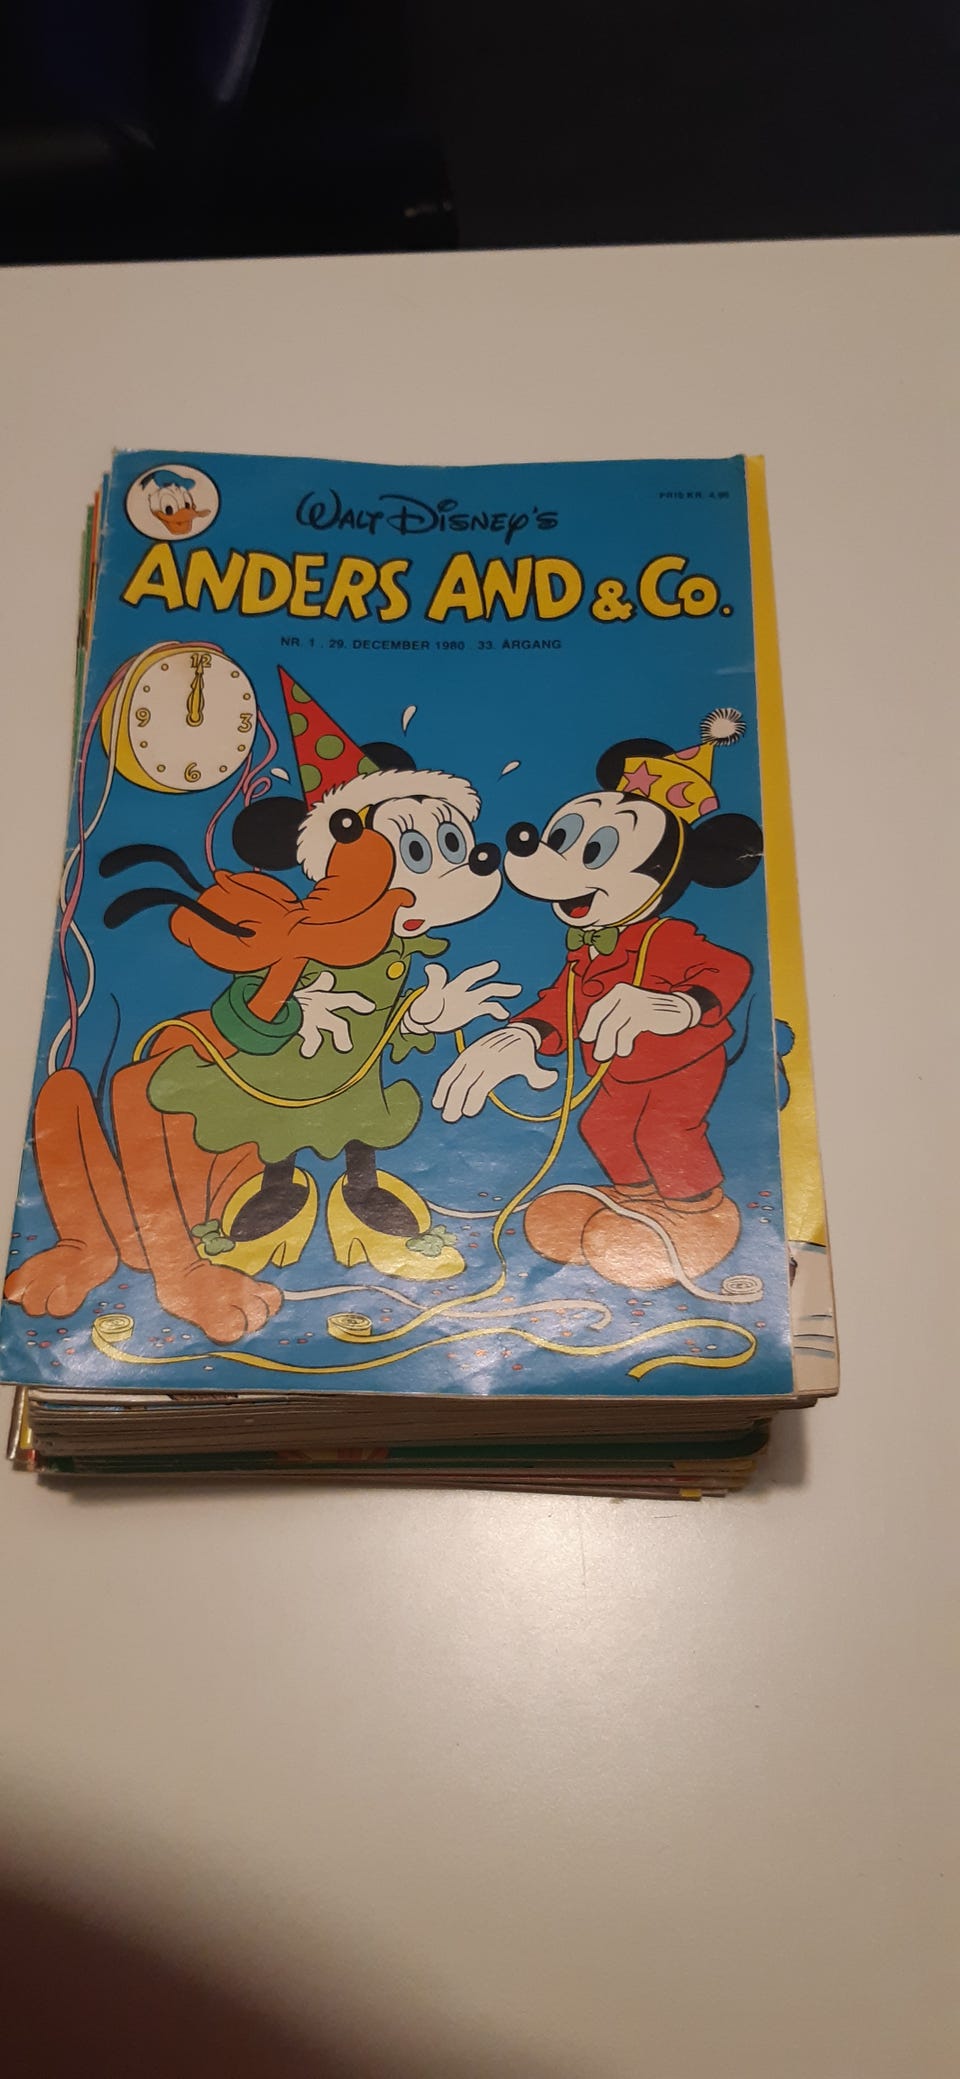 PRIS KR. 4,95
WALT DISNEY'S
ANDERS AND & Co.
NR. 1 . 29. DECEMBER 1980 . 33. ÅRGANG
12
9 3
6